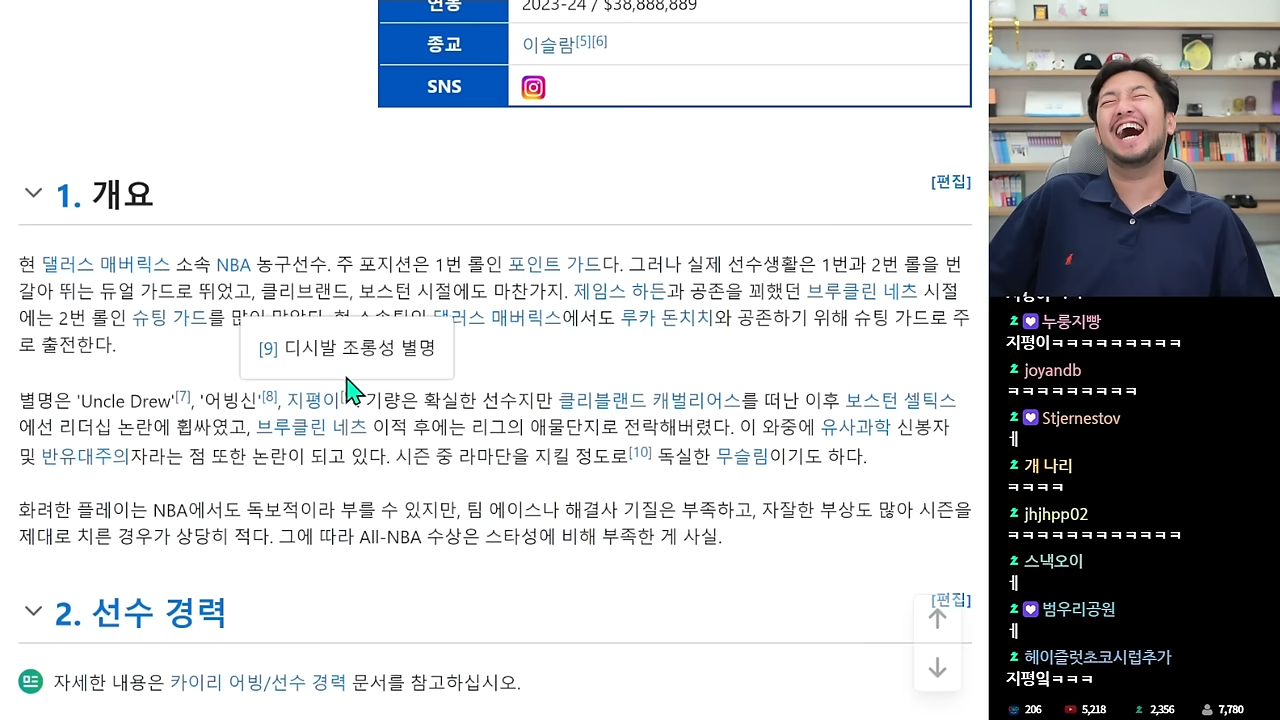 연봉
2023-24 / $38,888,889
종교
이슬람[5][6]
SNS
1. 개요
[편집]
현 댈러스 매버릭스 소속 NBA 농구선수. 주 포지션은 1번 롤인 포인트 가드다. 그러나 실제 선수생활은 1번과 2번 롤을 번
갈아 뛰는 듀얼 가드로 뛰었고, 클리브랜드, 보스턴 시절에도 마찬가지. 제임스 하든과 공존을 꾀했던 브루클린 네츠 시절
에는 2번 롤인 슈팅 가드를 많이 맡았다. 현 소속팀인 댈러스 매버릭스에서도 루카 돈치치와 공존하기 위해 슈팅 가드로 주
로 출전한다.
[9] 디시발 조롱성 별명
별명은 'Uncle Drew'[7], '어빙신'[8], 지평이 기량은 확실한 선수지만 클리블랜드 캐벌리어스를 떠난 이후 보스턴 셀틱스
에선 리더십 논란에 휩싸였고, 브루클린 네츠 이적 후에는 리그의 애물단지로 전락해버렸다. 이 와중에 유사과학 신봉자
및 반유대주의자라는 점 또한 논란이 되고 있다. 시즌 중 라마단을 지킬 정도로[10] 독실한 무슬림이기도 하다.
화려한 플레이는 NBA에서도 독보적이라 부를 수 있지만, 팀 에이스나 해결사 기질은 부족하고, 자잘한 부상도 많아 시즌을
제대로 치른 경우가 상당히 적다. 그에 따라 All-NBA 수상은 스타성에 비해 부족한 게 사실.
2. 선수 경력
[편집]
자세한 내용은 카이리 어빙/선수 경력 문서를 참고하십시오.
누룽지빵
지평이ㅋㅋㅋㅋㅋㅋㅋㅋㅋ
joyandb
ㅋㅋㅋㅋㅋㅋㅋㅋㅋ
Stjernestov
ㅔ
개 나리
ㅋㅋㅋㅋ
jhjhpp02
ㅋㅋㅋㅋㅋㅋㅋㅋㅋㅋㅋㅋ
스낵오이
ㅖ
범우리공원
ㅖ
헤이즐럿초코시럽추가
지평잌ㅋㅋㅋ
206 5,218 2,356 7,780